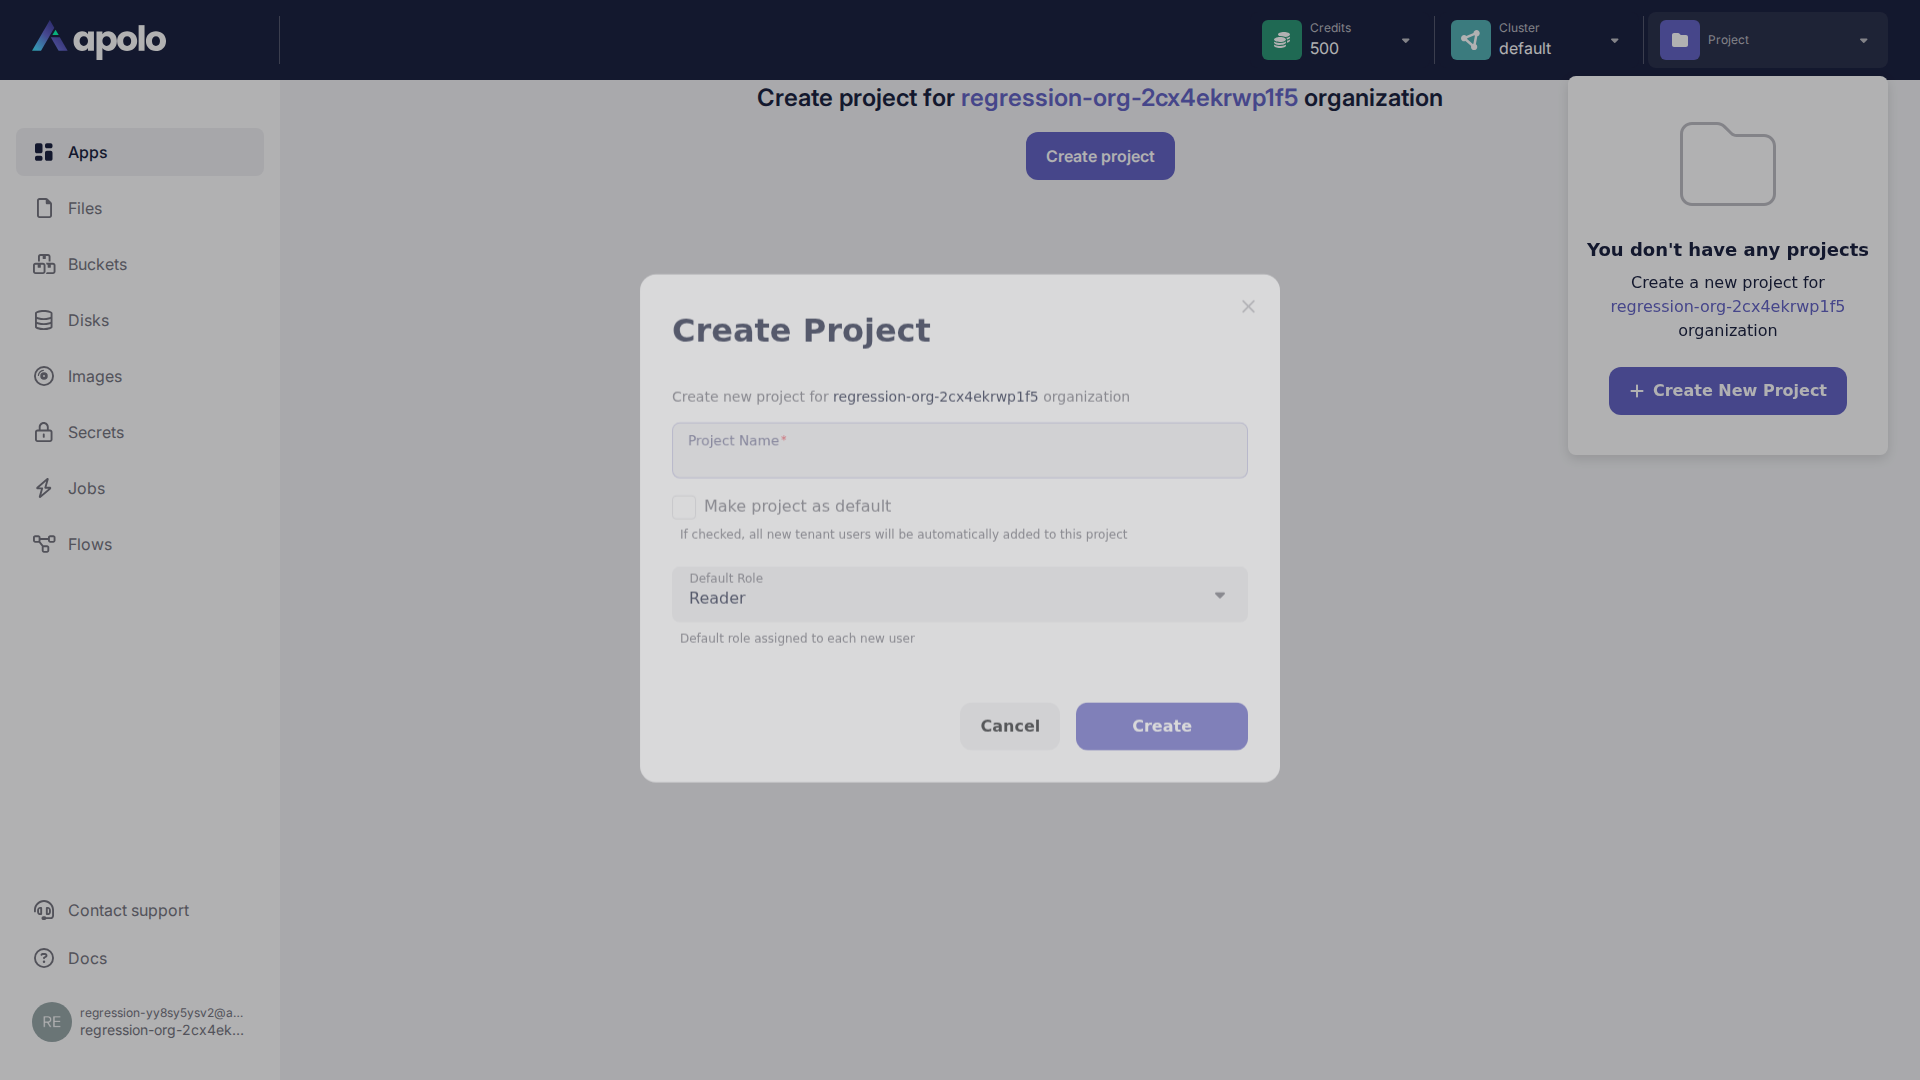 apolo
Credits
500
Cluster
default
Project
Create project for regression-org-2cx4ekrwp1f5 organization
Create project
Apps
Files
Buckets
Disks
Images
Secrets
Jobs
Flows
You don't have any projects
Create a new project for
regression-org-2cx4ekrwp1f5
organization
+ Create New Project
Create Project
Create new project for regression-org-2cx4ekrwp1f5 organization
Project Name*
Make project as default
If checked, all new tenant users will be automatically added to this project
Default Role
Reader
Default role assigned to each new user
Cancel
Create
Contact support
Docs
RE
regression-yy8sy5ysv2@a...
regression-org-2cx4ek...